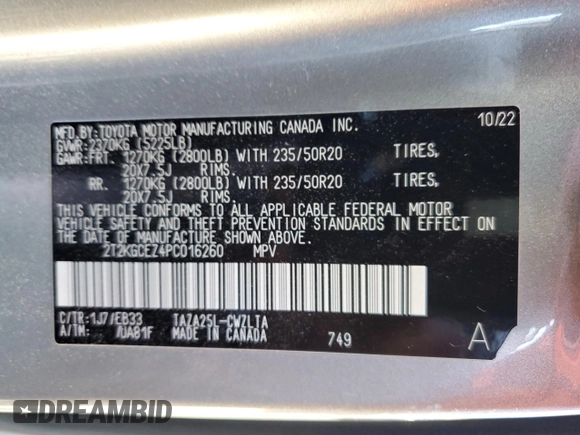 MFD.BY:TOYOTA MOTOR MANUFACTURING CANADA INC. 10/22
GVWR:2370KG (5225LB)
GAWR:FRT. 1270KG (2800LB) WITH 235/50R20 TIRES,
20X7.5J RIMS.
RR. 1270KG (2800LB) WITH 235/50R20 TIRES,
20X7.5J RIMS.
THIS VEHICLE CONFORMS TO ALL APPLICABLE FEDERAL MOTOR
VEHICLE SAFETY AND THEFT PREVENTION STANDARDS IN EFFECT
ON THE DATE OF MANUFACTURE SHOWN ABOVE.
2T2KGCEZ4PC016260 MPV
C/TR:1J7/EB33 TAZA25L-CWZLTA
A/TM: /UA81F MADE IN CANADA 749 A
DREAMBID